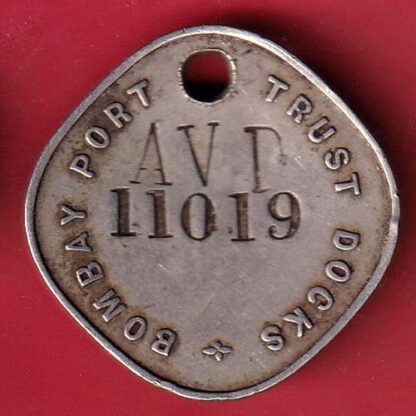 BOMBAY PORT TRUST DOCKS
AVD
11019